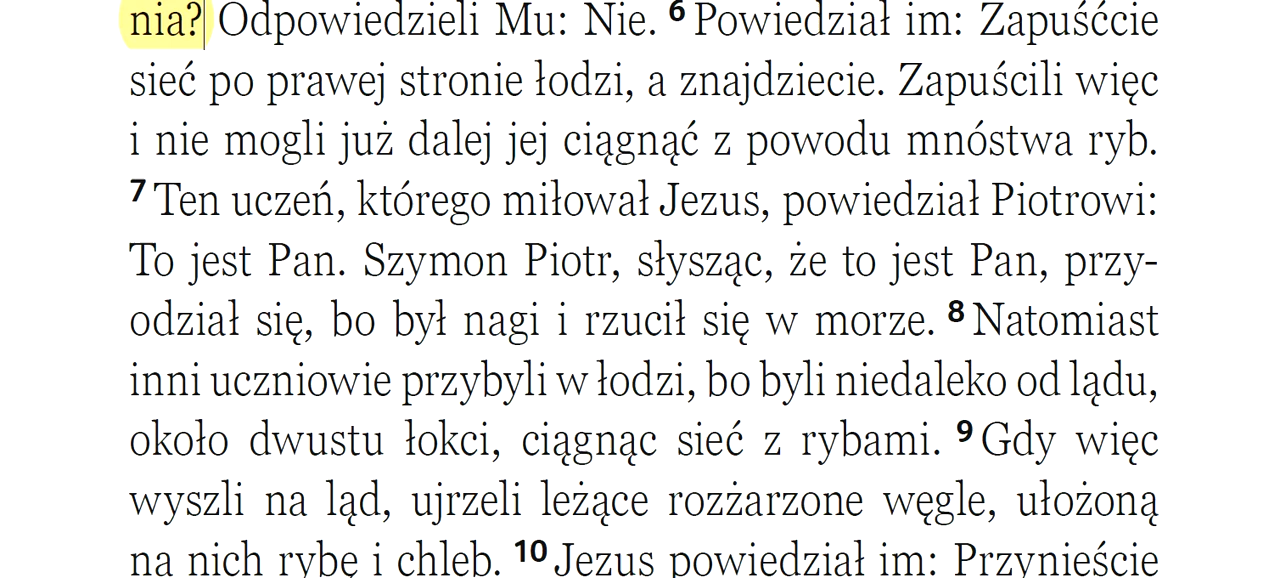 nia? Odpowiedzieli Mu: Nie. 6 Powiedział im: Zapuśćcie
sieć po prawej stronie łodzi, a znajdziecie. Zapuścili więc
i nie mogli już dalej jej ciągnąć z powodu mnóstwa ryb.
7 Ten uczeń, którego miłował Jezus, powiedział Piotrowi:
To jest Pan. Szymon Piotr, słysząc, że to jest Pan, przy-
odział się, bo był nagi i rzucił się w morze. 8 Natomiast
inni uczniowie przybyli w łodzi, bo byli niedaleko od lądu,
około dwustu łokci, ciągnąc sieć z rybami. 9 Gdy więc
wyszli na ląd, ujrzeli leżące rozżarzone węgle, ułożoną
na nich rybę i chleb. 10 Jezus powiedział im: Przynieście